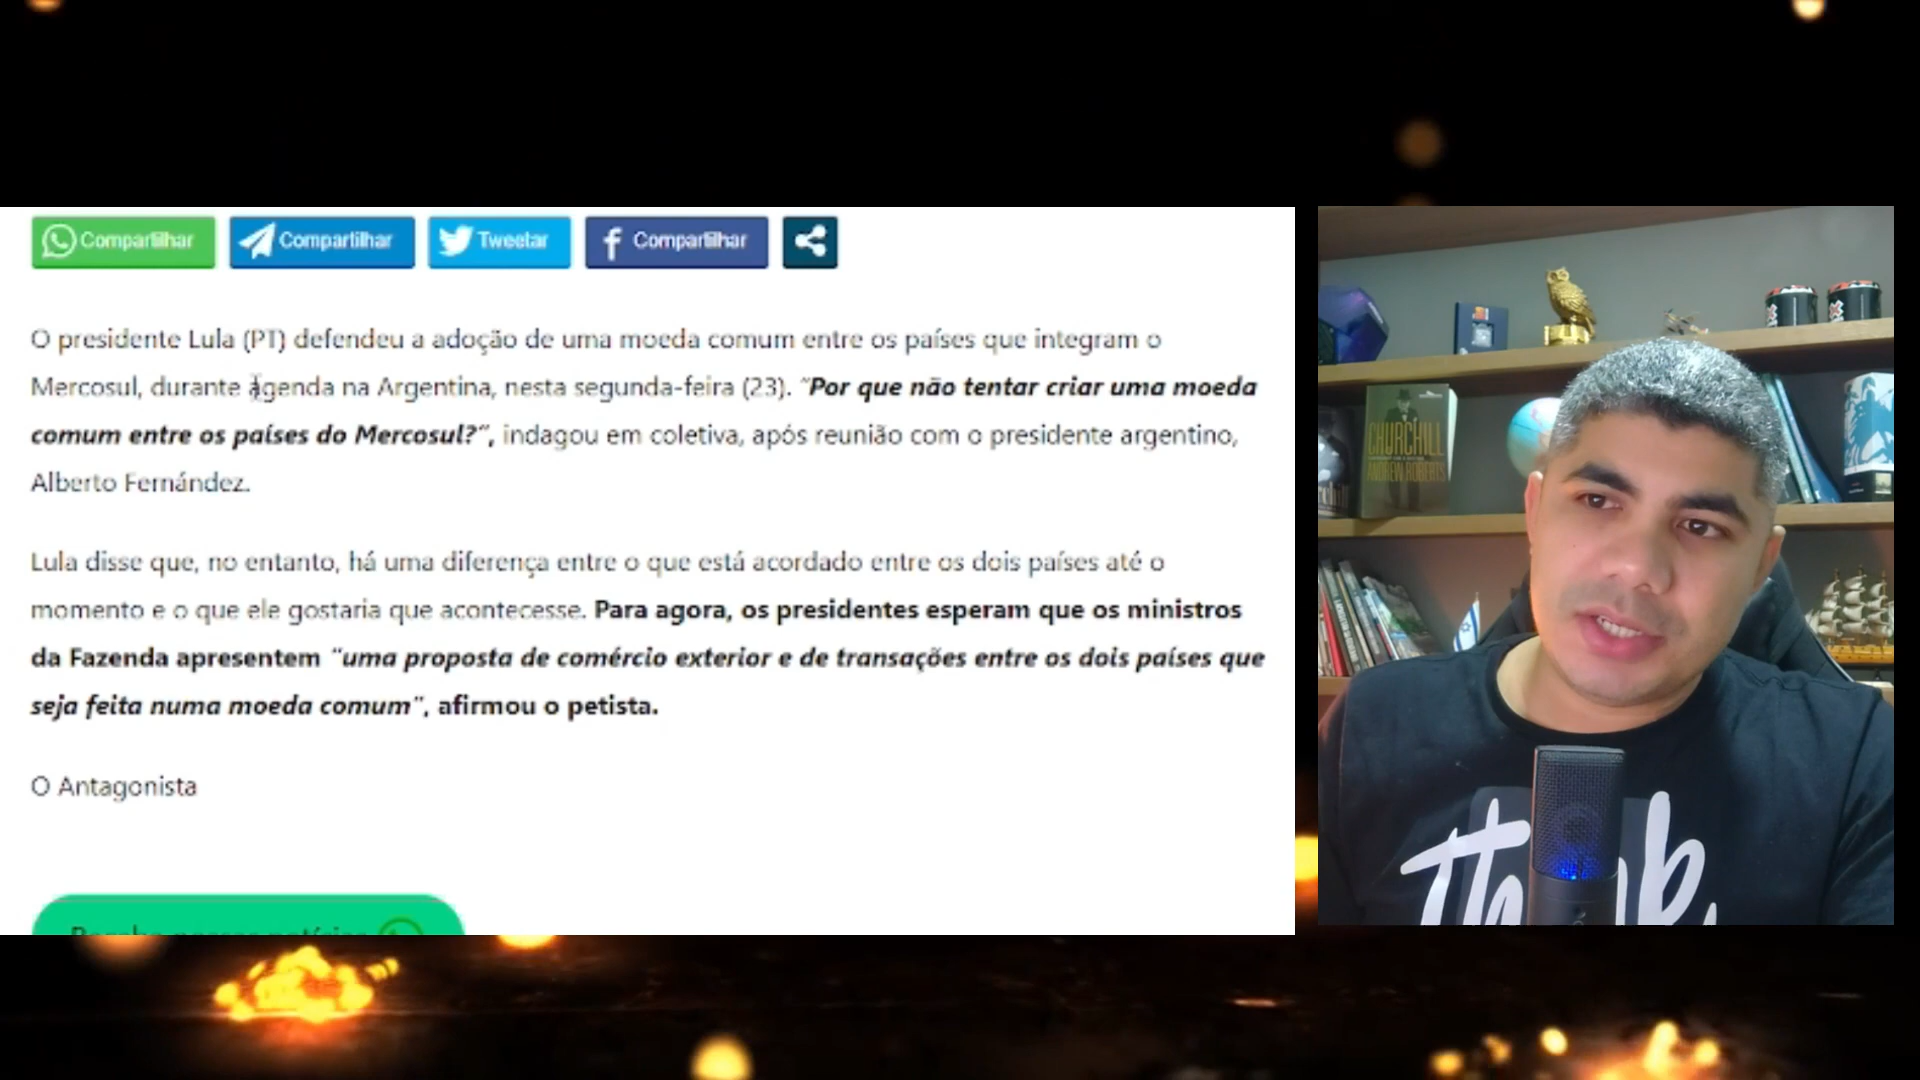 Compartilhar
Compartilhar
Tweetar
Compartilhar
O presidente Lula (PT) defendeu a adoção de uma moeda comum entre os países que integram o
Mercosul, durante agenda na Argentina, nesta segunda-feira (23). "Por que não tentar criar uma moeda
comum entre os países do Mercosul?", indagou em coletiva, após reunião com o presidente argentino,
Alberto Fernández.
Lula disse que, no entanto, há uma diferença entre o que está acordado entre os dois países até o
momento e o que ele gostaria que acontecesse. Para agora, os presidentes esperam que os ministros
da Fazenda apresentem "uma proposta de comércio exterior e de transações entre os dois países que
seja feita numa moeda comum", afirmou o petista.
O Antagonista
CHURCHILL
ANDREW ROBERTS